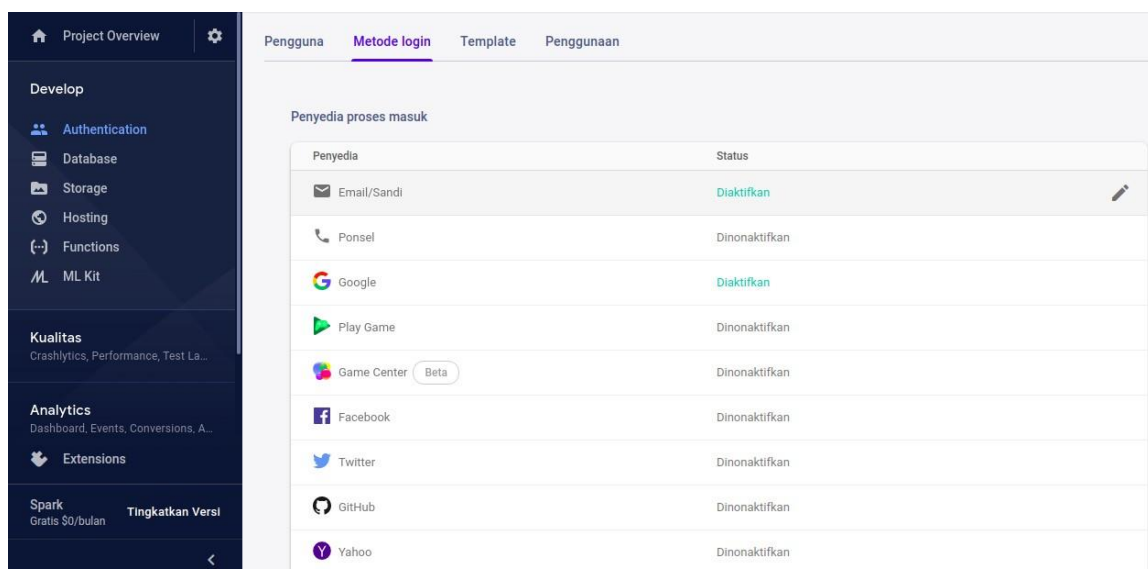 Project Overview
Develop
Authentication
Database
Storage
Hosting
Functions
ML Kit
Kualitas
Crashlytics, Performance, Test La...
Analytics
Dashboard, Events, Conversions, A...
Extensions
Spark
Gratis $0/bulan
Tingkatkan Versi
Pengguna Metode login Template Penggunaan
Penyedia proses masuk
Penyedia Status
Email/Sandi Diaktifkan
Ponsel Dinonaktifkan
Google Diaktifkan
Play Game Dinonaktifkan
Game Center Beta Dinonaktifkan
Facebook Dinonaktifkan
Twitter Dinonaktifkan
GitHub Dinonaktifkan
Yahoo Dinonaktifkan